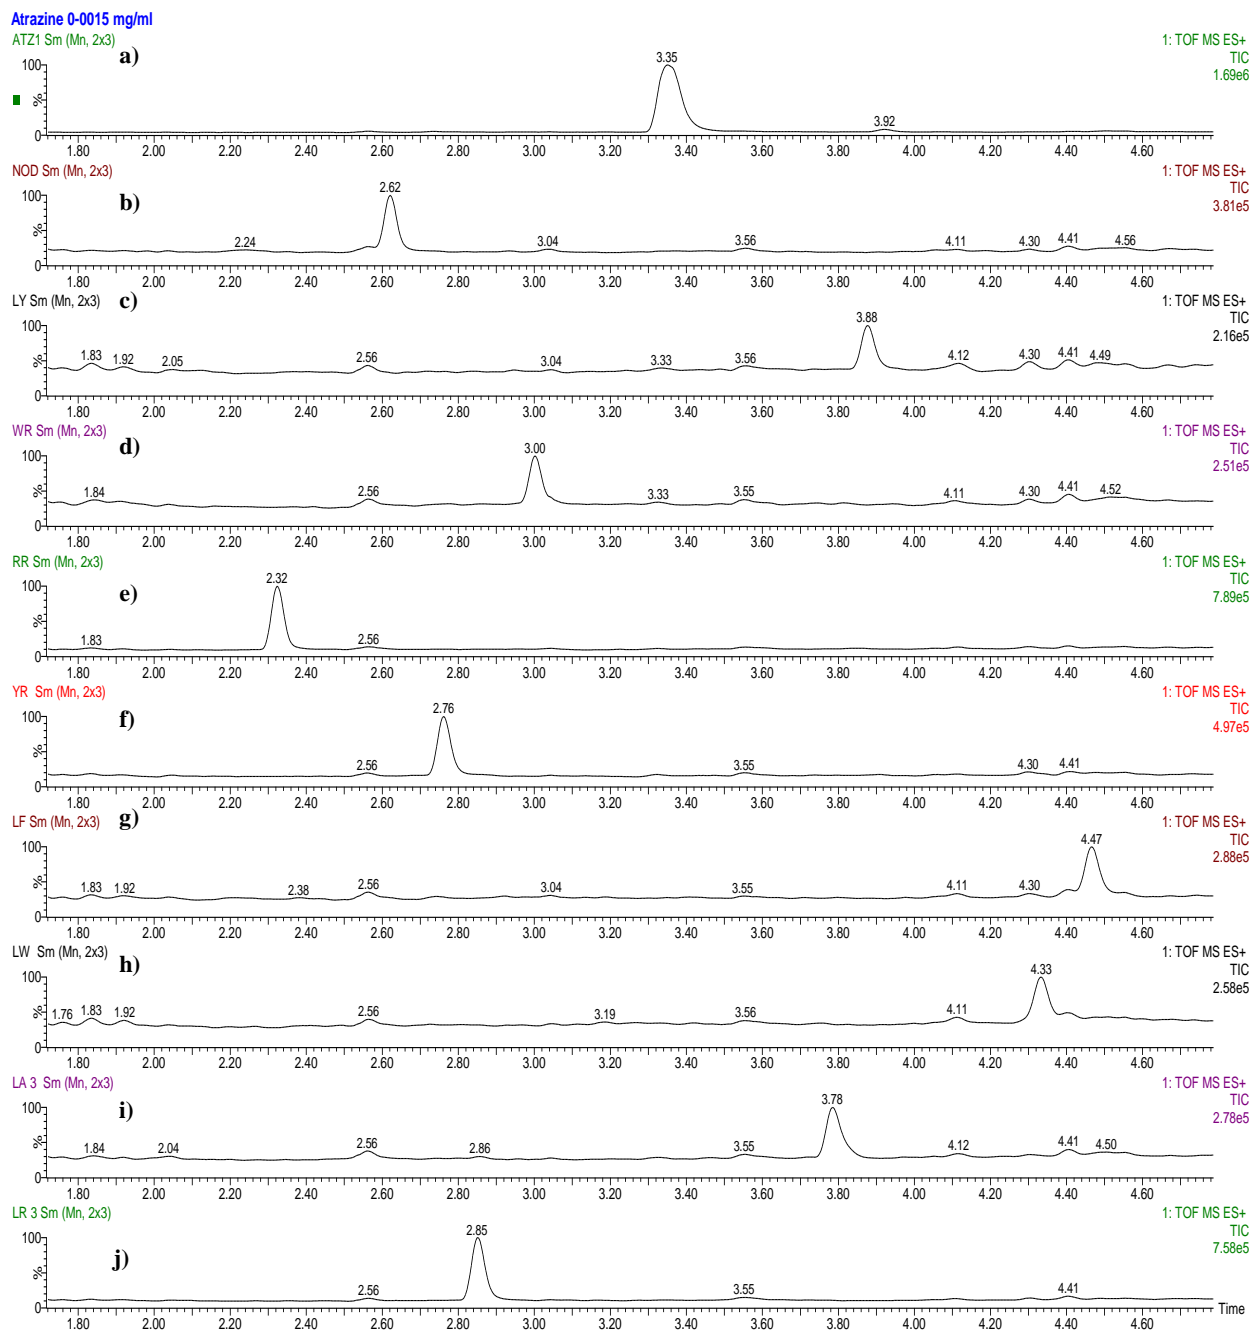 Atrazine 0-0015 mg/ml
ATZ1 Sm (Mn, 2x3)
a)
1: TOF MS ES+
TIC
1.69e6
3.35
3.92
100
%
0
1.80 2.00 2.20 2.40 2.60 2.80 3.00 3.20 3.40 3.60 3.80 4.00 4.20 4.40 4.60
NOD Sm (Mn, 2x3)
b)
1: TOF MS ES+
TIC
3.81e5
2.24 2.62 3.04 3.56 4.11 4.30 4.41 4.56
100
%
0
1.80 2.00 2.20 2.40 2.60 2.80 3.00 3.20 3.40 3.60 3.80 4.00 4.20 4.40 4.60
LY Sm (Mn, 2x3)
c)
1: TOF MS ES+
TIC
2.16e5
1.83 1.92 2.05 2.56 3.04 3.33 3.56 3.88 4.12 4.30 4.41 4.49
100
%
0
1.80 2.00 2.20 2.40 2.60 2.80 3.00 3.20 3.40 3.60 3.80 4.00 4.20 4.40 4.60
WR Sm (Mn, 2x3)
d)
1: TOF MS ES+
TIC
2.51e5
1.84 2.56 3.00 3.33 3.55 4.11 4.30 4.41 4.52
100
%
0
1.80 2.00 2.20 2.40 2.60 2.80 3.00 3.20 3.40 3.60 3.80 4.00 4.20 4.40 4.60
RR Sm (Mn, 2x3)
e)
1: TOF MS ES+
TIC
7.89e5
1.83 2.32 2.56
100
%
0
1.80 2.00 2.20 2.40 2.60 2.80 3.00 3.20 3.40 3.60 3.80 4.00 4.20 4.40 4.60
YR Sm (Mn, 2x3)
f)
1: TOF MS ES+
TIC
4.97e5
2.56 2.76 3.55 4.30 4.41
100
%
0
1.80 2.00 2.20 2.40 2.60 2.80 3.00 3.20 3.40 3.60 3.80 4.00 4.20 4.40 4.60
LF Sm (Mn, 2x3)
g)
1: TOF MS ES+
TIC
2.88e5
1.83 1.92 2.38 2.56 3.04 3.55 4.11 4.30 4.47
100
%
0
1.80 2.00 2.20 2.40 2.60 2.80 3.00 3.20 3.40 3.60 3.80 4.00 4.20 4.40 4.60
LW Sm (Mn, 2x3)
h)
1: TOF MS ES+
TIC
2.58e5
1.76 1.83 1.92 2.56 3.19 3.56 4.11 4.33
100
%
0
1.80 2.00 2.20 2.40 2.60 2.80 3.00 3.20 3.40 3.60 3.80 4.00 4.20 4.40 4.60
LA 3 Sm (Mn, 2x3)
i)
1: TOF MS ES+
TIC
2.78e5
1.84 2.04 2.56 2.86 3.55 3.78 4.12 4.41 4.50
100
%
0
1.80 2.00 2.20 2.40 2.60 2.80 3.00 3.20 3.40 3.60 3.80 4.00 4.20 4.40 4.60
LR 3 Sm (Mn, 2x3)
j)
1: TOF MS ES+
TIC
7.58e5
2.56 2.85 3.55 4.41
100
%
0
Time
1.80 2.00 2.20 2.40 2.60 2.80 3.00 3.20 3.40 3.60 3.80 4.00 4.20 4.40 4.60